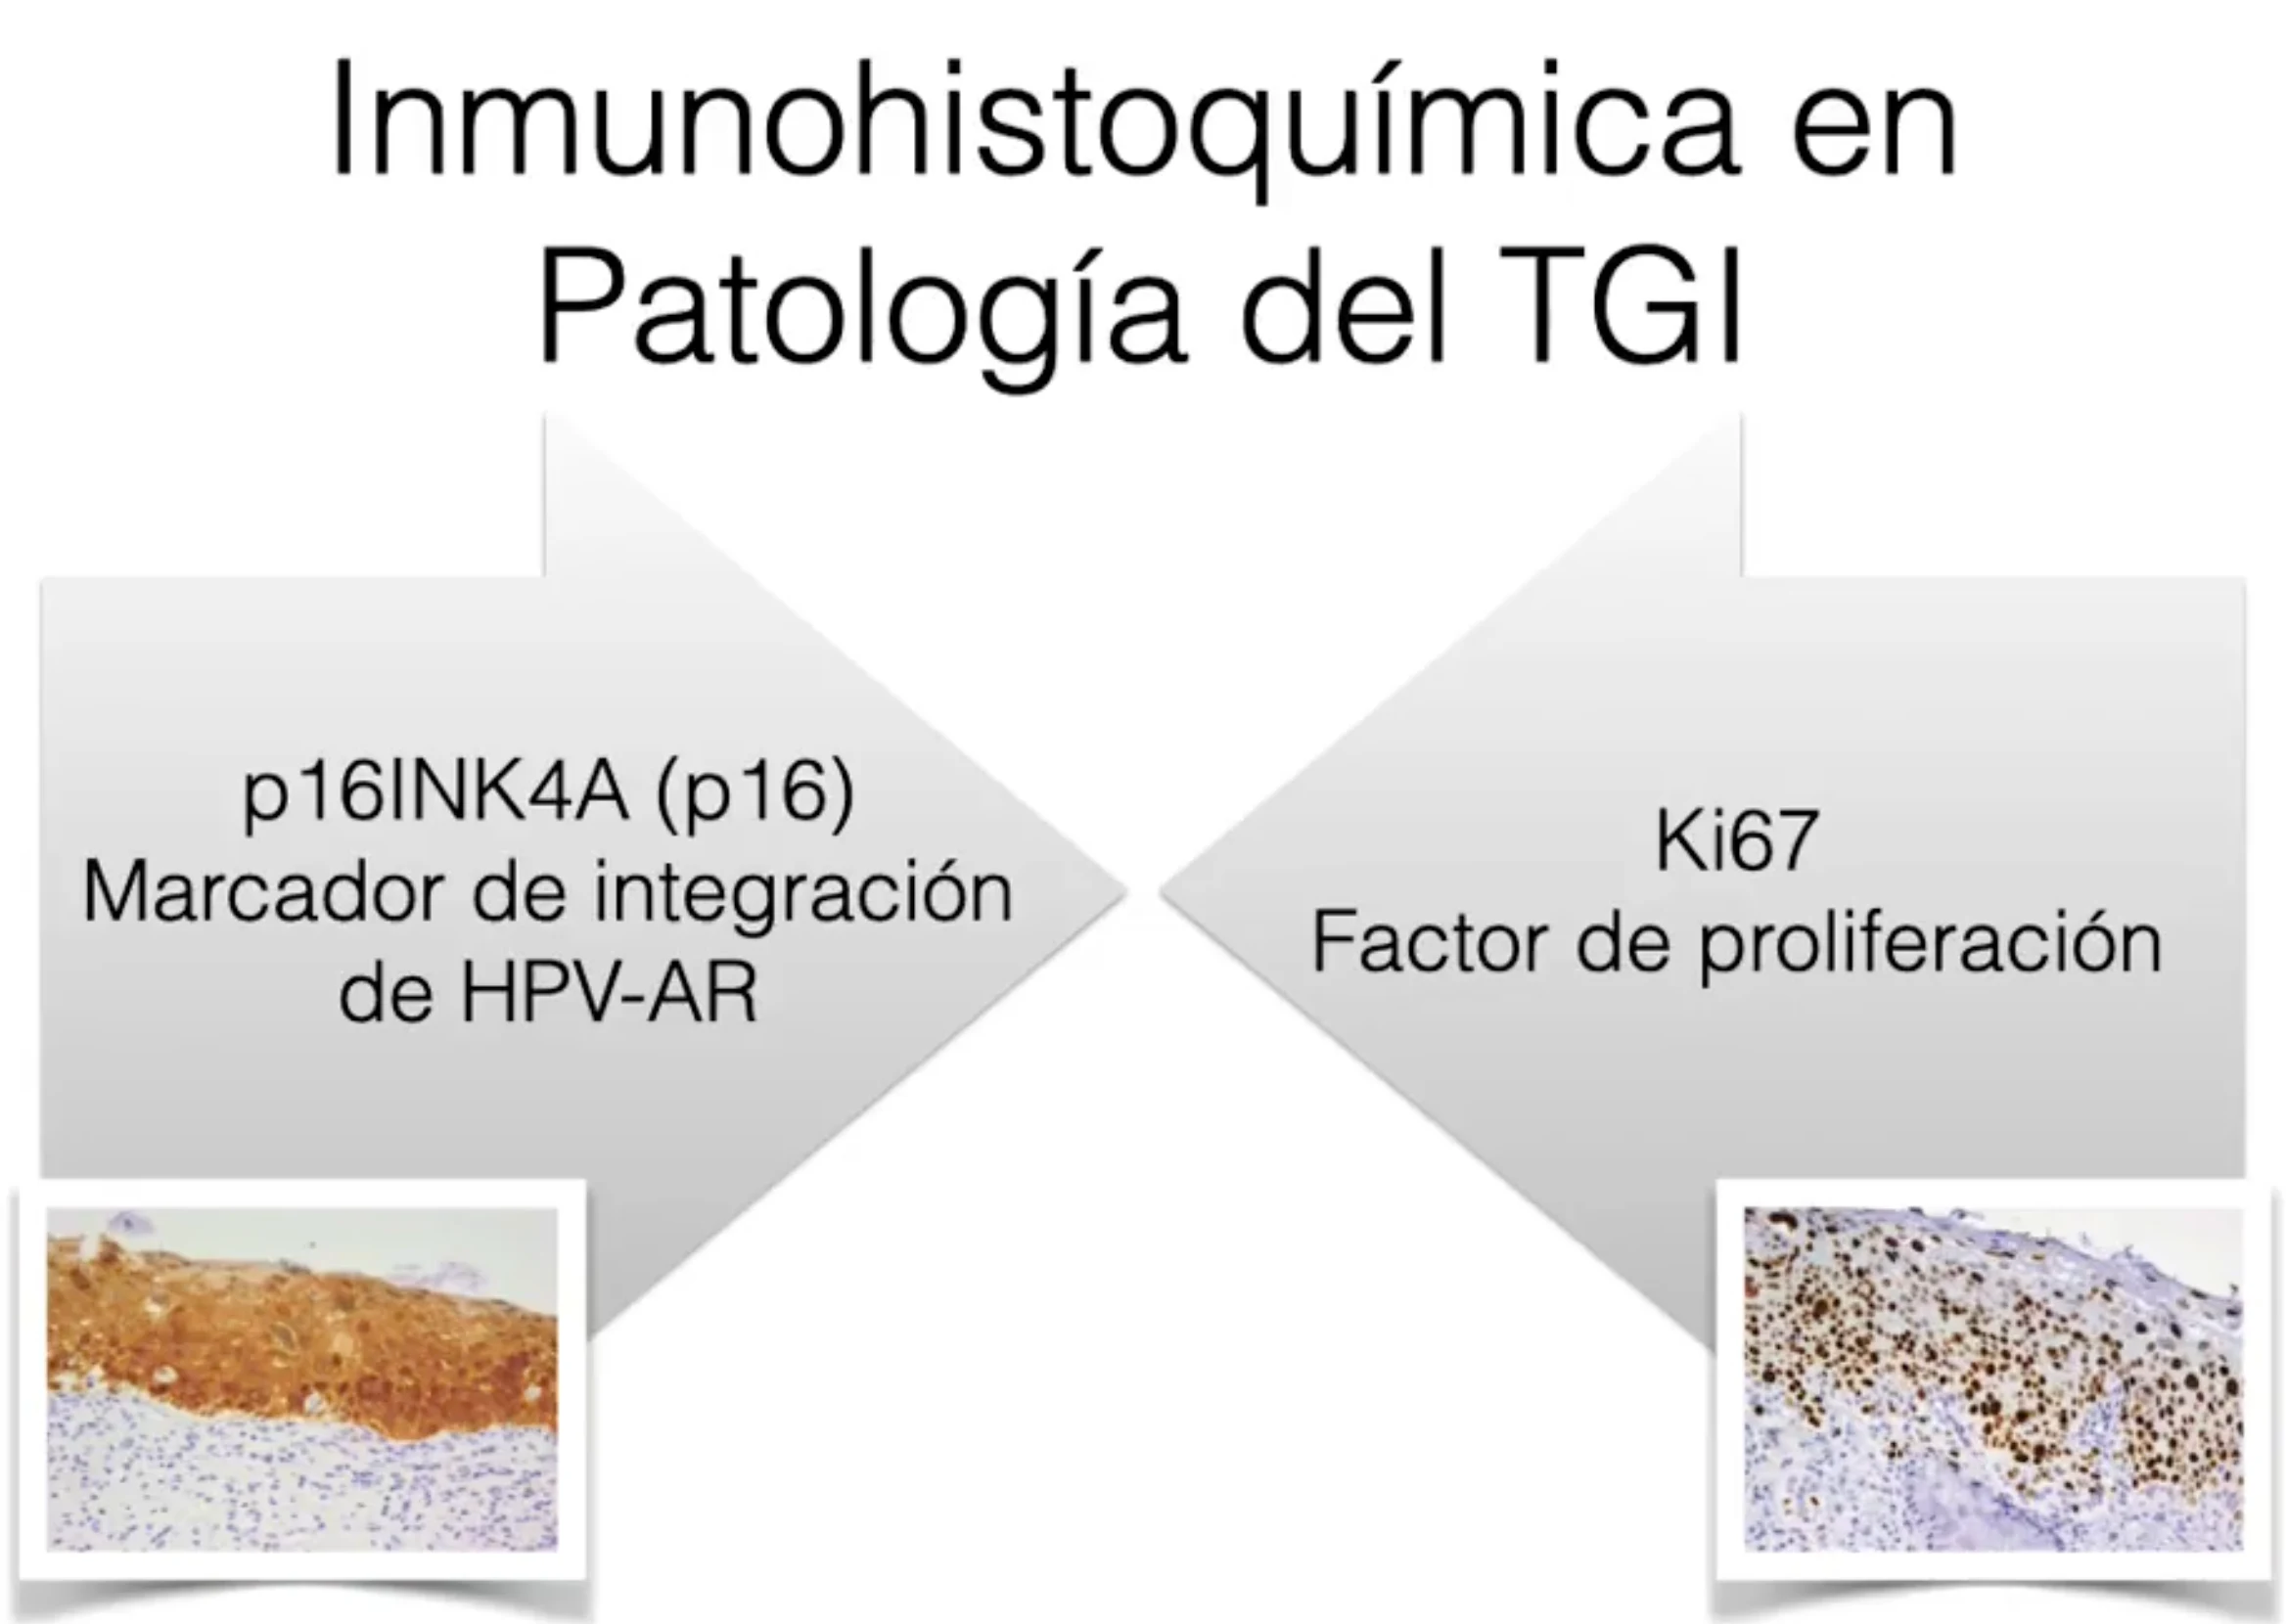 Inmunohistoquímica en
Patología del TGI
p16INK4A (p16)
Marcador de integración
de HPV-AR
Ki67
Factor de proliferación